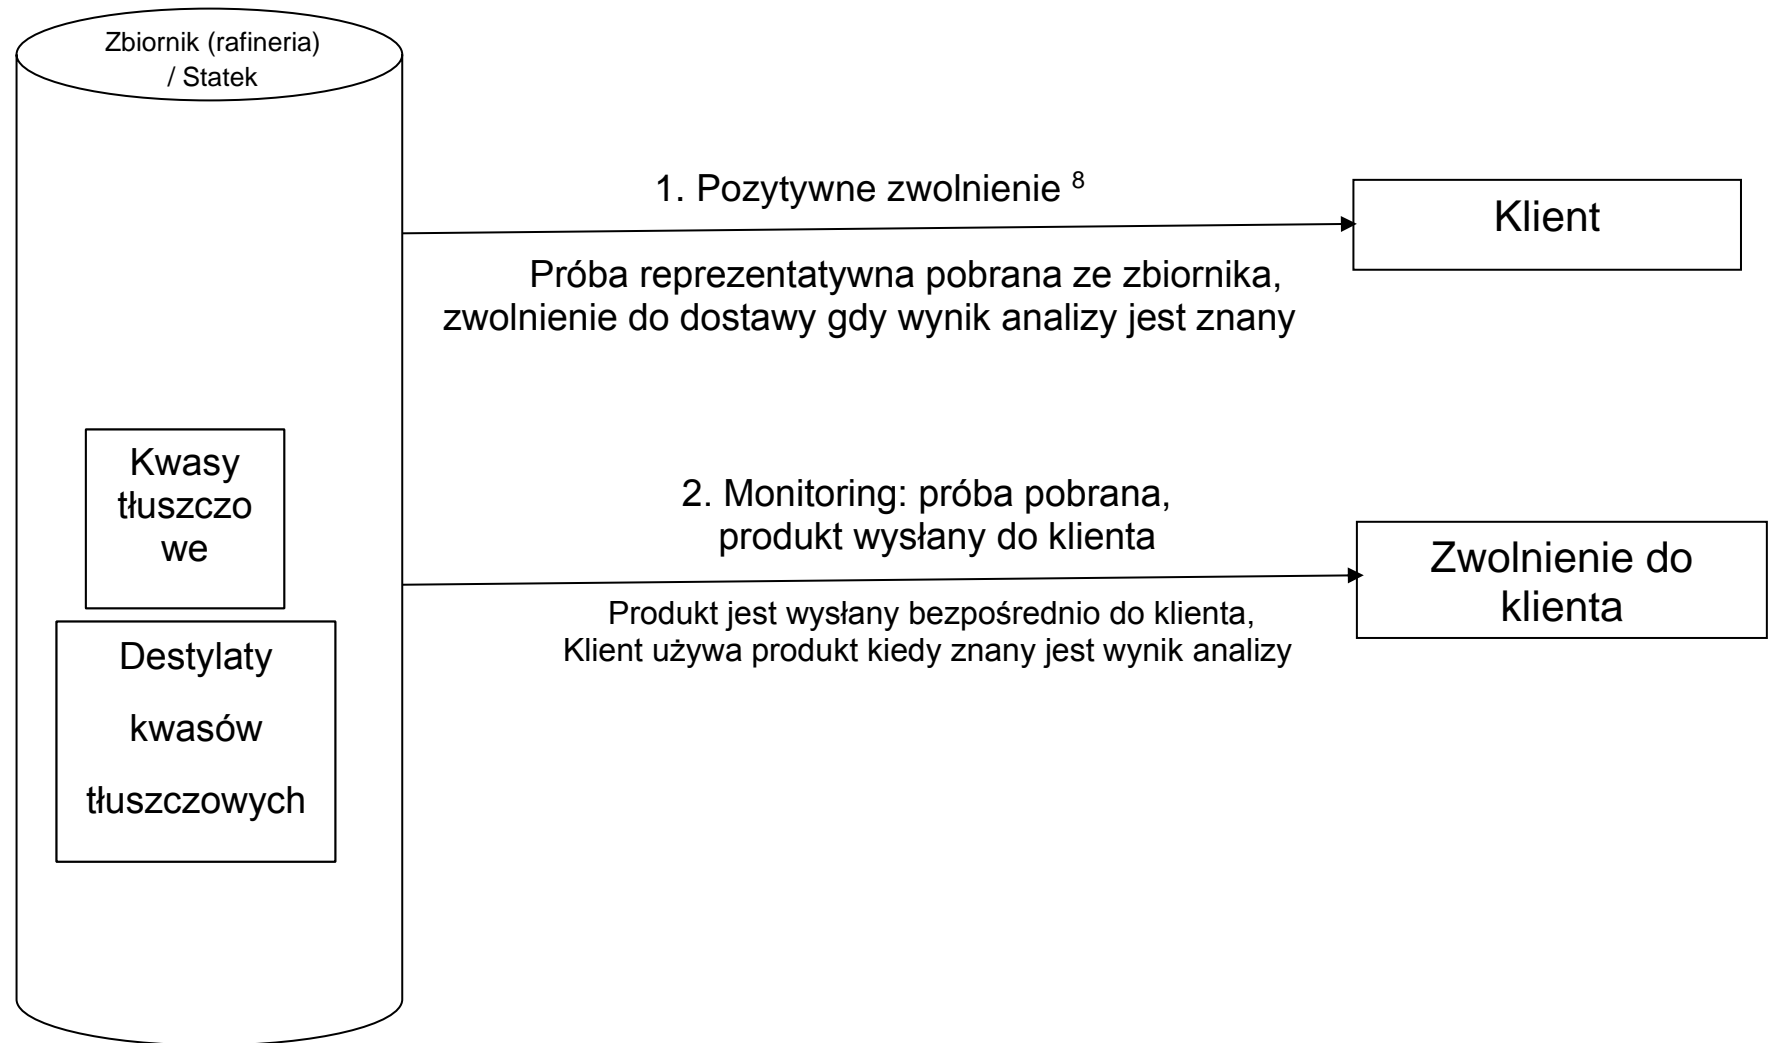 Zbiornik (rafineria)
/ Statek
1. Pozytywne zwolnienie ⁸
Klient
Próba reprezentatywna pobrana ze zbiornika,
zwolnienie do dostawy gdy wynik analizy jest znany
Kwasy
tłuszczo
we
2. Monitoring: próba pobrana,
produkt wysłany do klienta
Zwolnienie do
klienta
Produkt jest wysłany bezpośrednio do klienta,
Klient używa produkt kiedy znany jest wynik analizy
Destylaty
kwasów
tłuszczowych